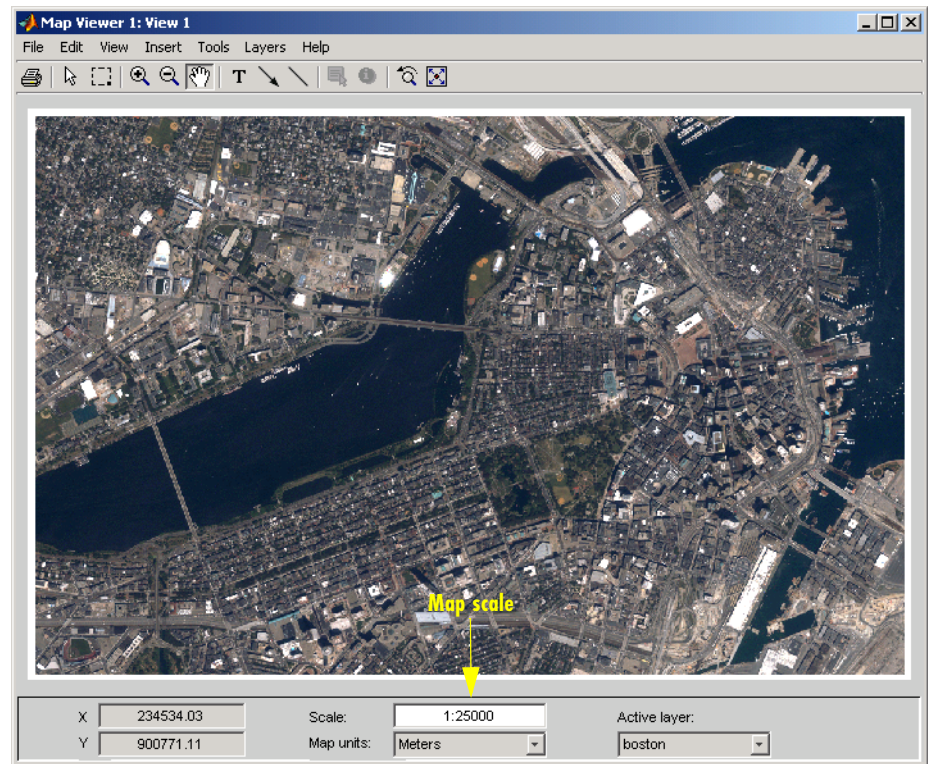 Map Viewer 1: View 1
File Edit View Insert Tools Layers Help
T
Map scale
X 234534.03 Scale: 1:25000 Active layer:
Y 900771.11 Map units: Meters boston